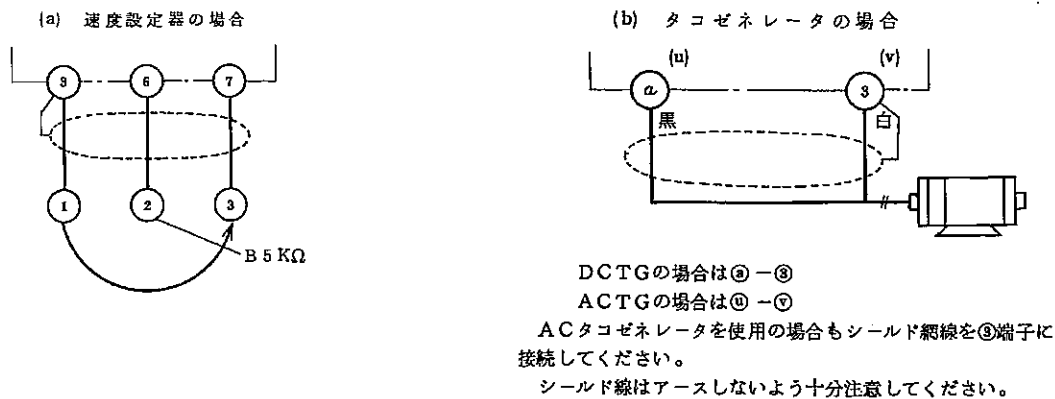 (a) 速度設定器の場合
3 6 7
1 2 3
B5KΩ
(b) タコゼネレータの場合
(u) (v)
a 3
黒 白
DCTGの場合はⓐ－③
ACTGの場合はⓤ－ⓥ
ACタコゼネレータを使用の場合もシールド網線を③端子に
接続してください。
シールド線はアースしないよう十分注意してください。